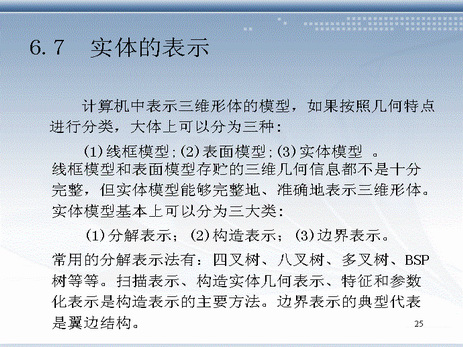 6.7 实体的表示
计算机中表示三维形体的模型，如果按照几何特点
进行分类，大体上可以分为三种：
(1)线框模型;(2)表面模型;(3)实体模型 。
线框模型和表面模型存贮的三维几何信息都不是十分
完整，但实体模型能够完整地、准确地表示三维形体。
实体模型基本上可以分为三大类：
(1)分解表示；(2)构造表示；(3)边界表示。
常用的分解表示法有：四叉树、八叉树、多叉树、BSP
树等等。扫描表示、构造实体几何表示、特征和参数
化表示是构造表示的主要方法。边界表示的典型代表
是翼边结构。
25